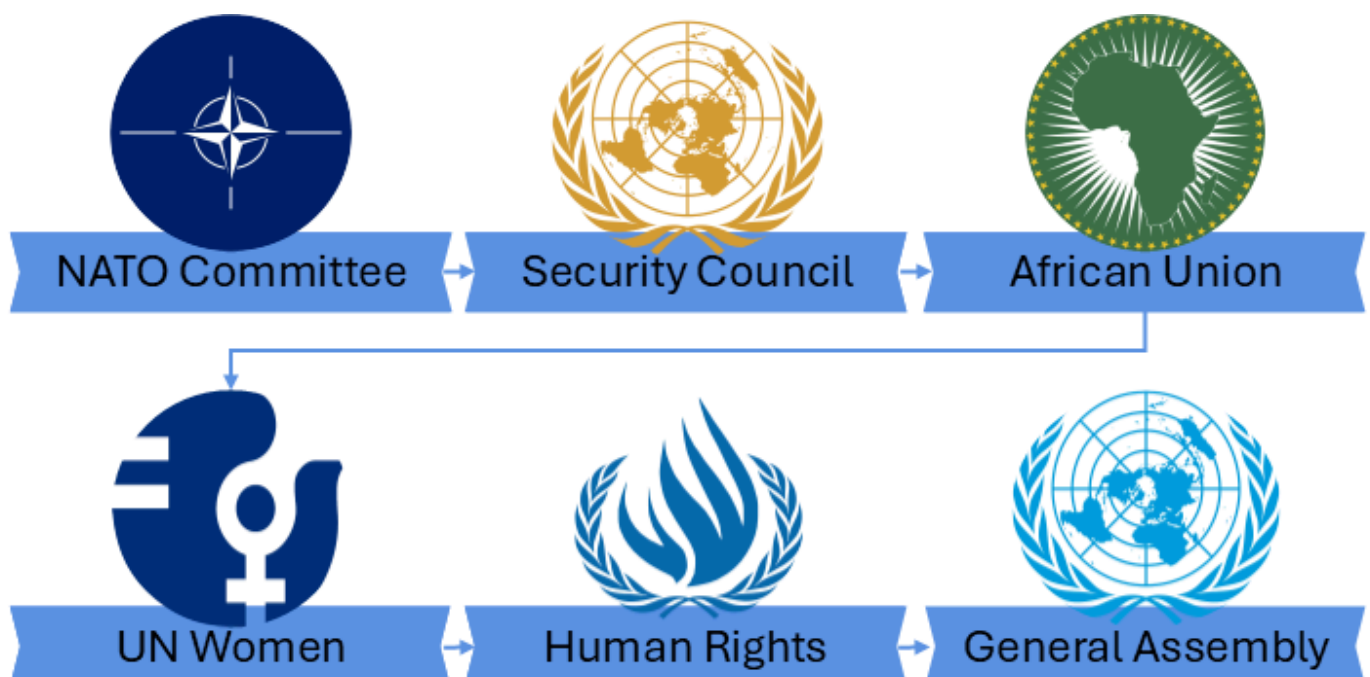 NATO Committee
Security Council
African Union
UN Women
Human Rights
General Assembly